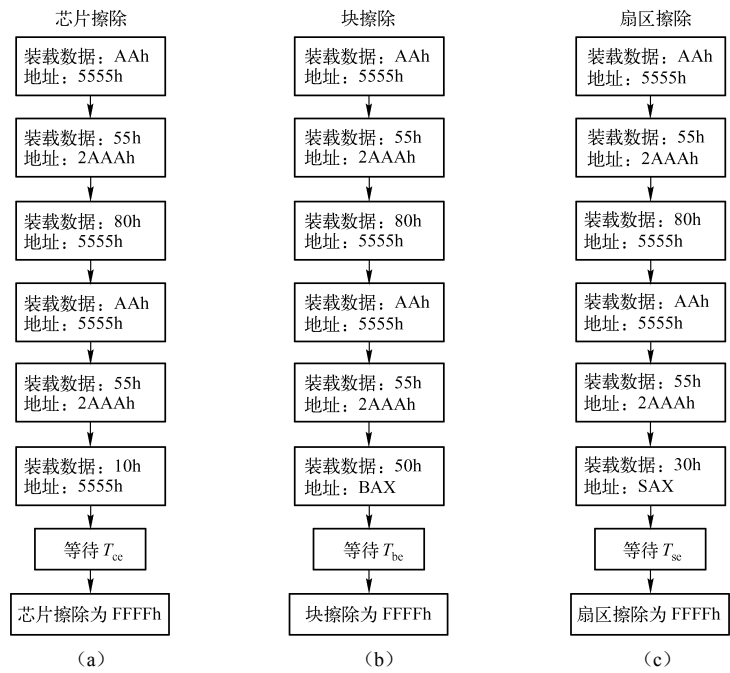 芯片擦除
装载数据：AAh
地址：5555h
装载数据：55h
地址：2AAAh
装载数据：80h
地址：5555h
装载数据：AAh
地址：5555h
装载数据：55h
地址：2AAAh
装载数据：10h
地址：5555h
等待 Tce
芯片擦除为 FFFFh
（a）
块擦除
装载数据：AAh
地址：5555h
装载数据：55h
地址：2AAAh
装载数据：80h
地址：5555h
装载数据：AAh
地址：5555h
装载数据：55h
地址：2AAAh
装载数据：50h
地址：BAX
等待 Tbe
块擦除为 FFFFh
（b）
扇区擦除
装载数据：AAh
地址：5555h
装载数据：55h
地址：2AAAh
装载数据：80h
地址：5555h
装载数据：AAh
地址：5555h
装载数据：55h
地址：2AAAh
装载数据：30h
地址：SAX
等待 Tse
扇区擦除为 FFFFh
（c）